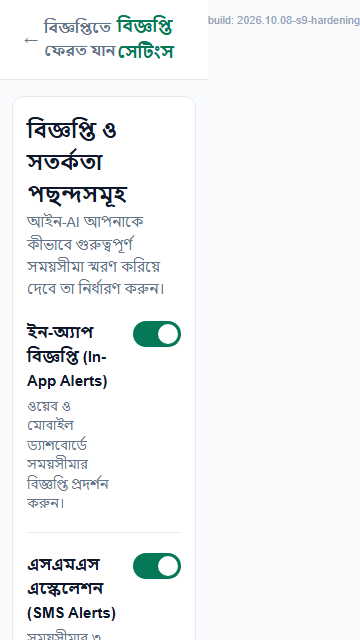 ← বিজ্ঞপ্তিতে ফেরত যান
বিজ্ঞপ্তি সেটিংস
build: 2026.10.08-s9-hardening
বিজ্ঞপ্তি ও
সতর্কতা
পছন্দসমূহ
আইন-AI আপনাকে
কীভাবে গুরুত্বপূর্ণ
সময়সীমা স্মরণ করিয়ে
দেবে তা নির্ধারণ করুন।
ইন-অ্যাপ
বিজ্ঞপ্তি (In-
App Alerts)
ওয়েব ও
মোবাইল
ড্যাশবোর্ডে
সময়সীমার
বিজ্ঞপ্তি প্রদর্শন
করুন।
এসএমএস
এস্কেলেশন
(SMS Alerts)
সময়সীমার ৩